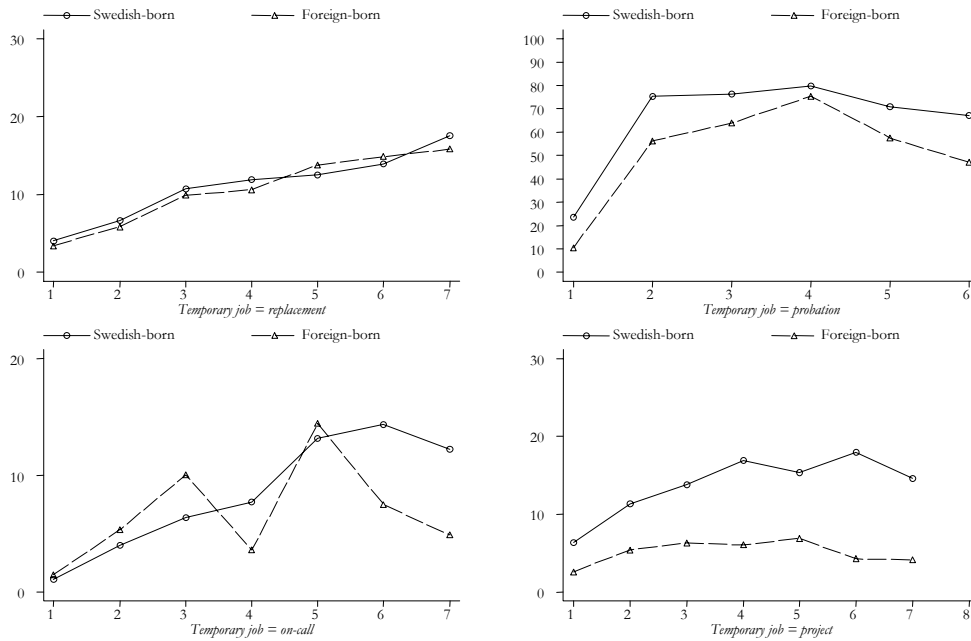 Swedish-born Foreign-born
30
20
10
0
1 2 3 4 5 6 7
Temporary job = replacement
Swedish-born Foreign-born
100
90
80
70
60
50
40
30
20
10
0
1 2 3 4 5 6
Temporary job = probation
Swedish-born Foreign-born
20
10
0
1 2 3 4 5 6 7
Temporary job = on-call
Swedish-born Foreign-born
30
20
10
0
1 2 3 4 5 6 7 8
Temporary job = project